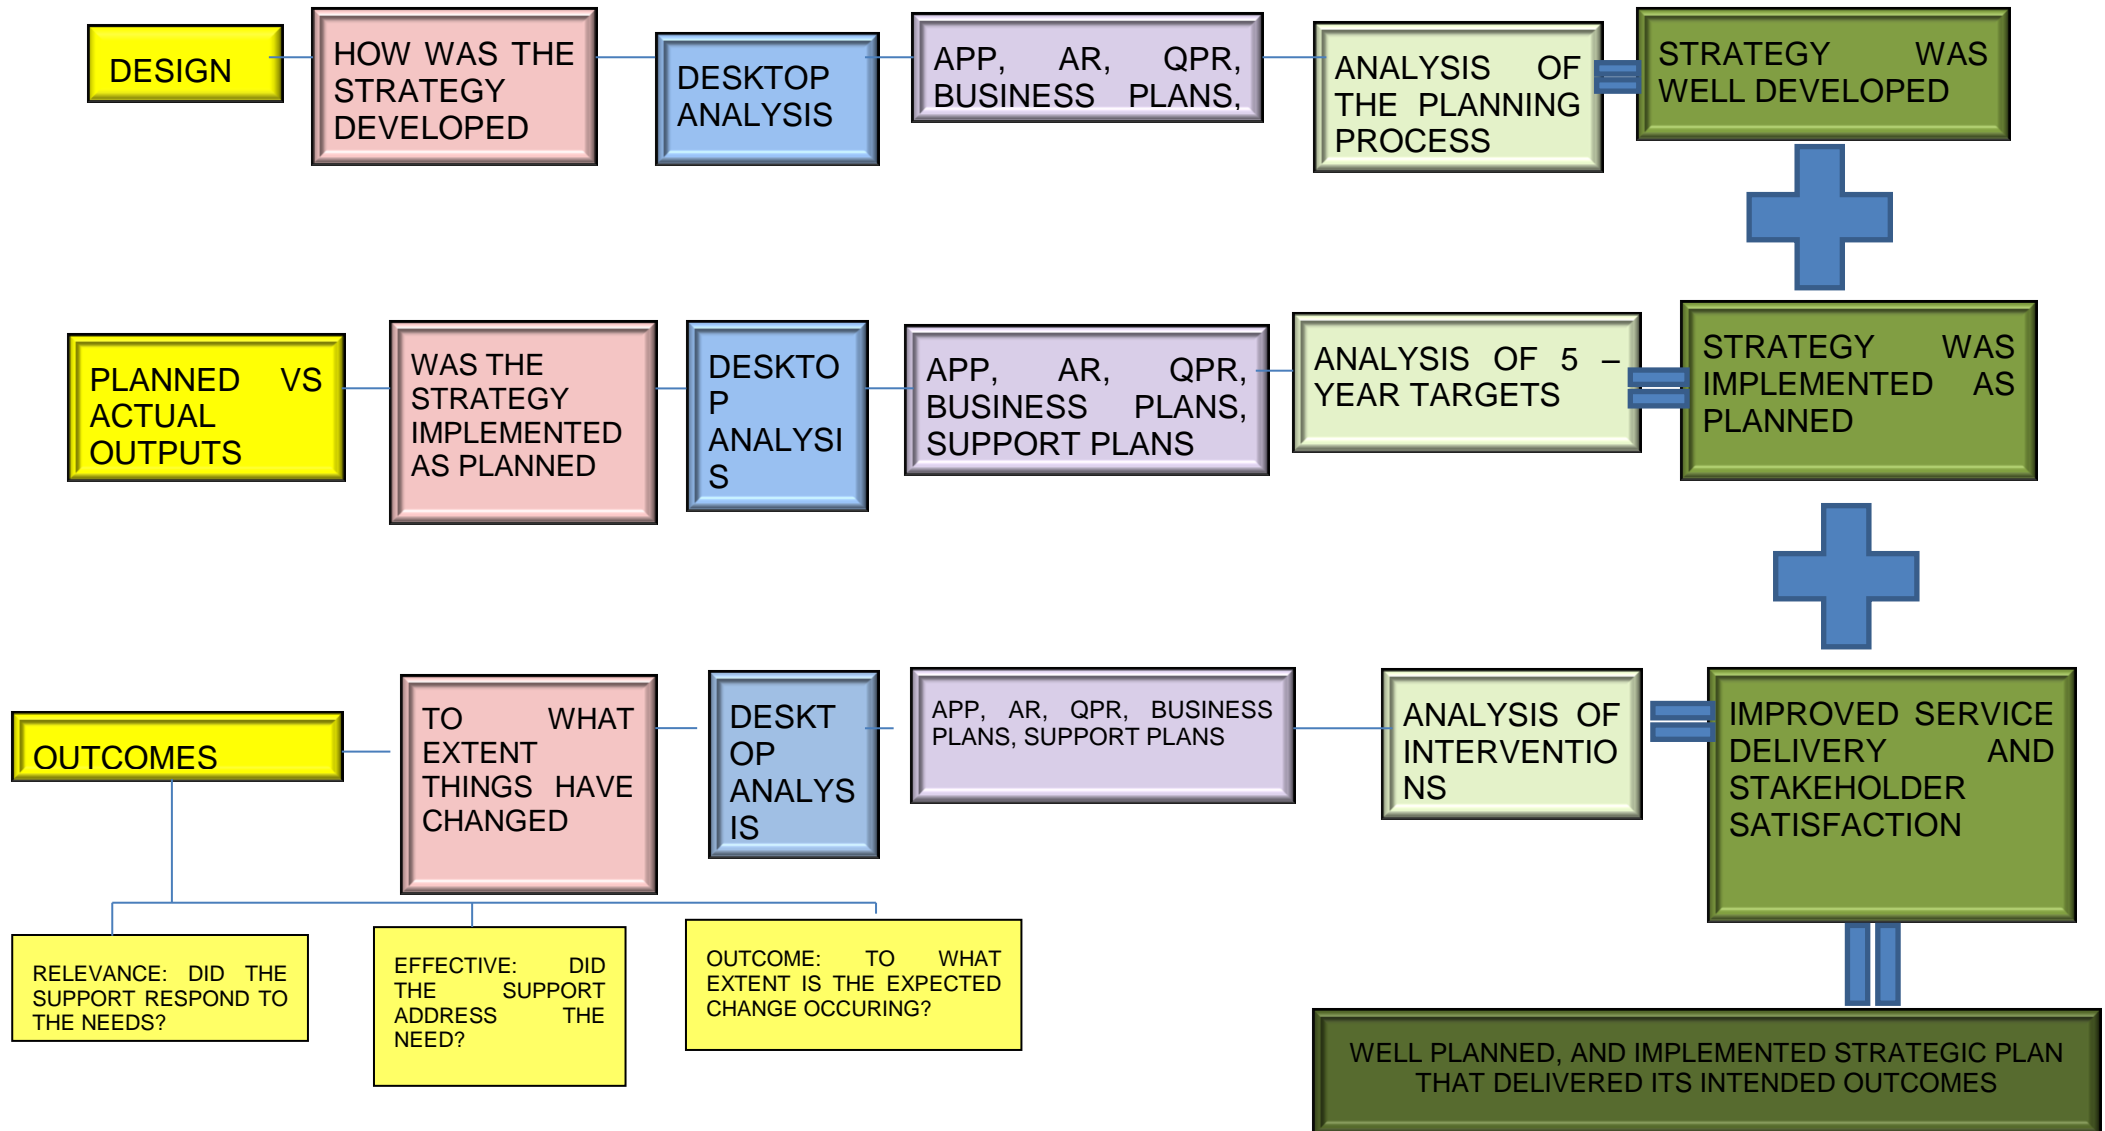 DESIGN
HOW WAS THE
STRATEGY
DEVELOPED
DESKTOP
ANALYSIS
APP, AR, QPR,
BUSINESS PLANS,
ANALYSIS OF
THE PLANNING
PROCESS
STRATEGY WAS
WELL DEVELOPED
PLANNED VS
ACTUAL
OUTPUTS
WAS THE
STRATEGY
IMPLEMENTED
AS PLANNED
DESKTO
P
ANALYSI
S
APP, AR, QPR,
BUSINESS PLANS,
SUPPORT PLANS
ANALYSIS OF 5 –
YEAR TARGETS
STRATEGY WAS
IMPLEMENTED AS
PLANNED
OUTCOMES
TO WHAT
EXTENT
THINGS HAVE
CHANGED
DESKT
OP
ANALYS
IS
APP, AR, QPR, BUSINESS
PLANS, SUPPORT PLANS
ANALYSIS OF
INTERVENTIO
NS
IMPROVED SERVICE
DELIVERY AND
STAKEHOLDER
SATISFACTION
RELEVANCE: DID THE
SUPPORT RESPOND TO
THE NEEDS?
EFFECTIVE: DID
THE SUPPORT
ADDRESS THE
NEED?
OUTCOME: TO WHAT
EXTENT IS THE EXPECTED
CHANGE OCCURING?
WELL PLANNED, AND IMPLEMENTED STRATEGIC PLAN
THAT DELIVERED ITS INTENDED OUTCOMES